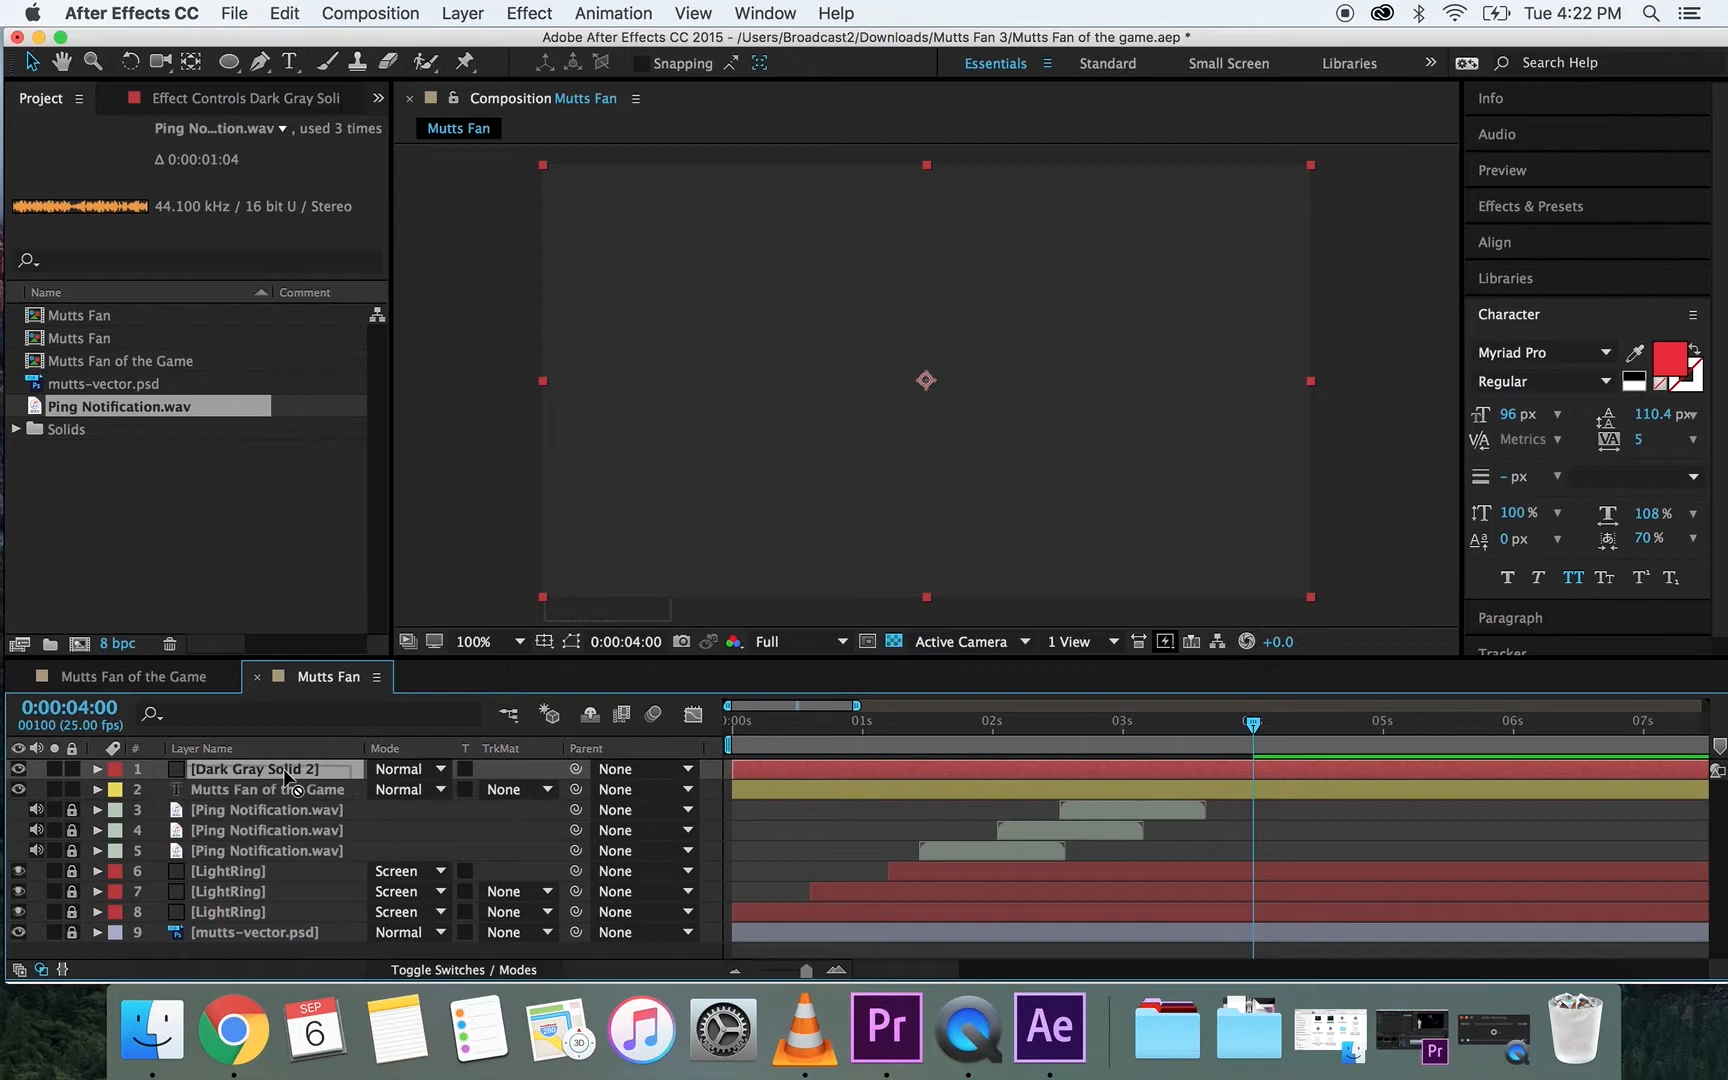 After Effects CC File Edit Composition Layer Effect Animation View Window Help Tue 4:22 PM
Adobe After Effects CC 2015 - /Users/Broadcast2/Downloads/Mutts Fan 3/Mutts Fan of the game.aep *
Snapping Essentials Standard Small Screen Libraries Search Help
Project Effect Controls Dark Gray Soli Composition Mutts Fan
Ping No...tion.wav , used 3 times
Mutts Fan
Δ 0:00:01:04
44.100 kHz / 16 bit U / Stereo
Name Comment
Mutts Fan
Mutts Fan
Mutts Fan of the Game
mutts-vector.psd
Ping Notification.wav
Solids
8 bpc
100% 0:00:04:00 Full Active Camera 1 View +0.0
Info
Audio
Preview
Effects & Presets
Align
Libraries
Character
Myriad Pro
Regular
96 px 110.4 px
Metrics 5
- px
100 % 108 %
0 px 70 %
Paragraph
Tracker
Mutts Fan of the Game Mutts Fan
0:00:04:00
00100 (25.00 fps)
:00s 01s 02s 03s 05s 06s 07s
# Layer Name Mode T TrkMat Parent
1 [Dark Gray Solid 2] Normal None
2 Mutts Fan of the Game Normal None None
3 [Ping Notification.wav] None
4 [Ping Notification.wav] None
5 [Ping Notification.wav] None
6 [LightRing] Screen None
7 [LightRing] Screen None None
8 [LightRing] Screen None None
9 [mutts-vector.psd] Normal None None
Toggle Switches / Modes
SEP
6
280
3D
Pr
Ae
Pr